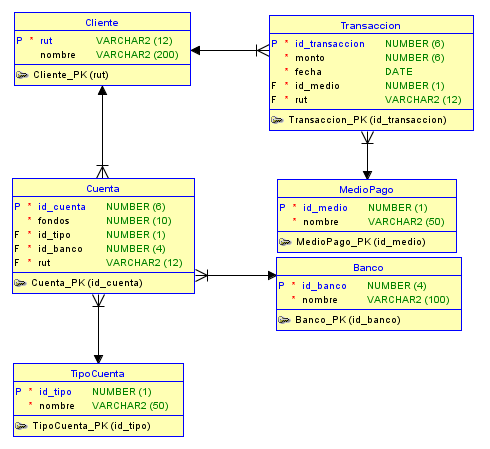 Cliente
P * rut VARCHAR2 (12)
* nombre VARCHAR2 (200)
Cliente_PK (rut)
Transaccion
P * id_transaccion NUMBER (6)
* monto NUMBER (6)
* fecha DATE
F * id_medio NUMBER (1)
F * rut VARCHAR2 (12)
Transaccion_PK (id_transaccion)
Cuenta
P * id_cuenta NUMBER (6)
* fondos NUMBER (10)
F * id_tipo NUMBER (1)
F * id_banco NUMBER (4)
F * rut VARCHAR2 (12)
Cuenta_PK (id_cuenta)
MedioPago
P * id_medio NUMBER (1)
* nombre VARCHAR2 (50)
MedioPago_PK (id_medio)
Banco
P * id_banco NUMBER (4)
* nombre VARCHAR2 (100)
Banco_PK (id_banco)
TipoCuenta
P * id_tipo NUMBER (1)
* nombre VARCHAR2 (50)
TipoCuenta_PK (id_tipo)